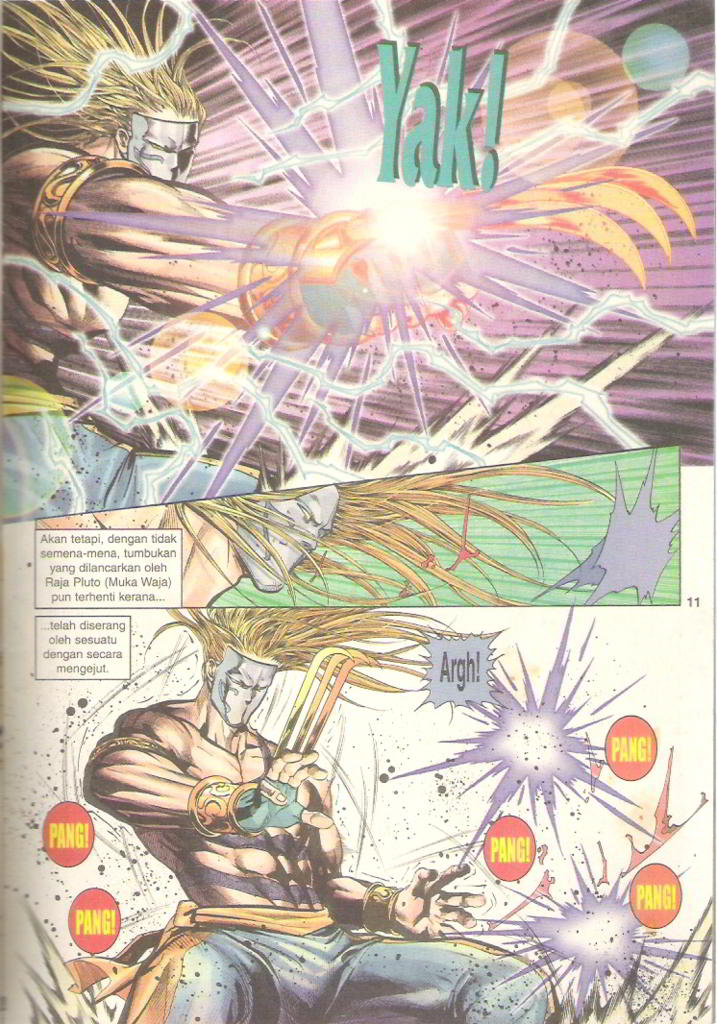 Yak!
Akan tetapi, dengan tidak
semena-mena, tumbukan
yang dilancarkan oleh
Raja Pluto (Muka Waja)
pun terhenti kerana...
11
...telah diserang
oleh sesuatu
dengan secara
mengejut.
Argh!
PANG!
PANG!
PANG!
PANG!
PANG!